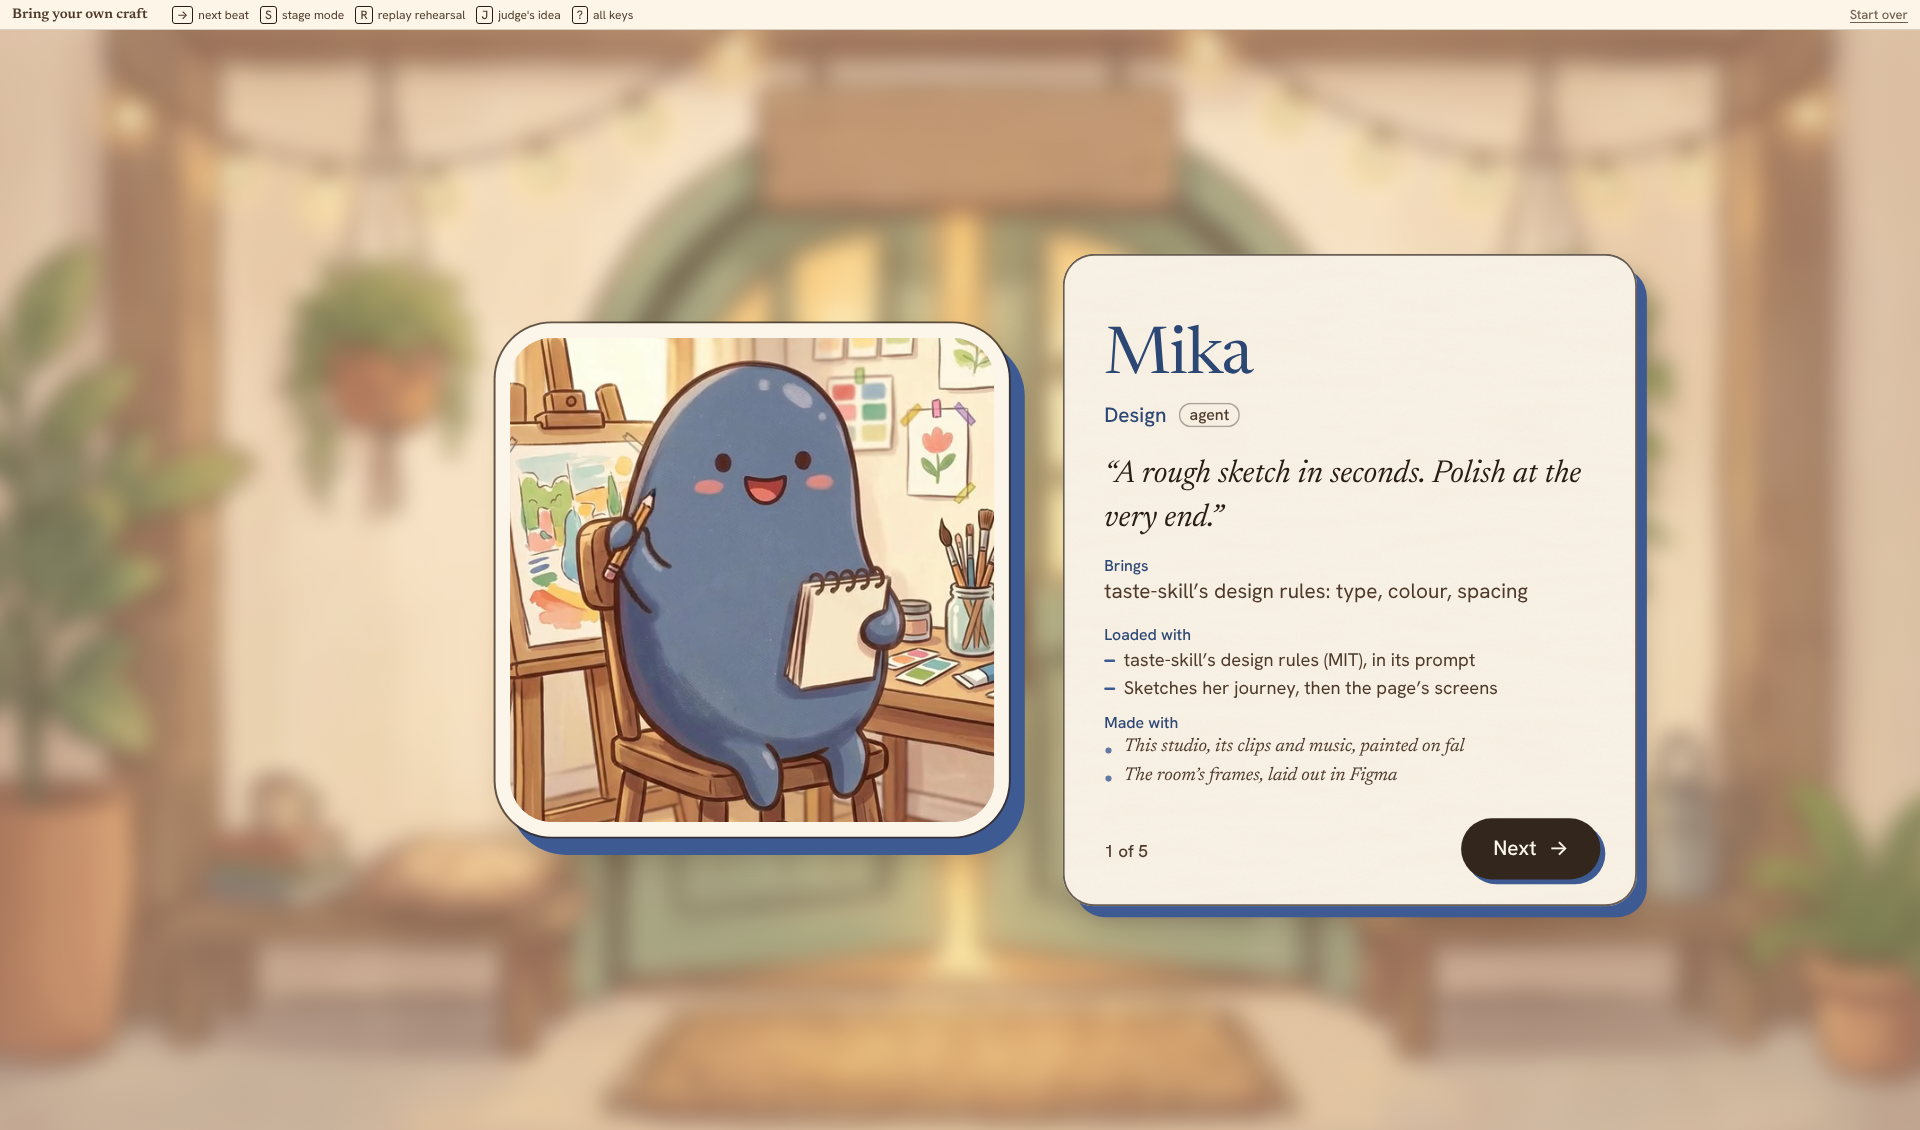 Bring your own craft → next beat S stage mode R replay rehearsal J judge's idea ? all keys Start over
Mika
Design agent
“A rough sketch in seconds. Polish at the
very end.”
Brings
taste-skill’s design rules: type, colour, spacing
Loaded with
– taste-skill’s design rules (MIT), in its prompt
– Sketches her journey, then the page’s screens
Made with
• This studio, its clips and music, painted on fal
• The room’s frames, laid out in Figma
1 of 5
Next →